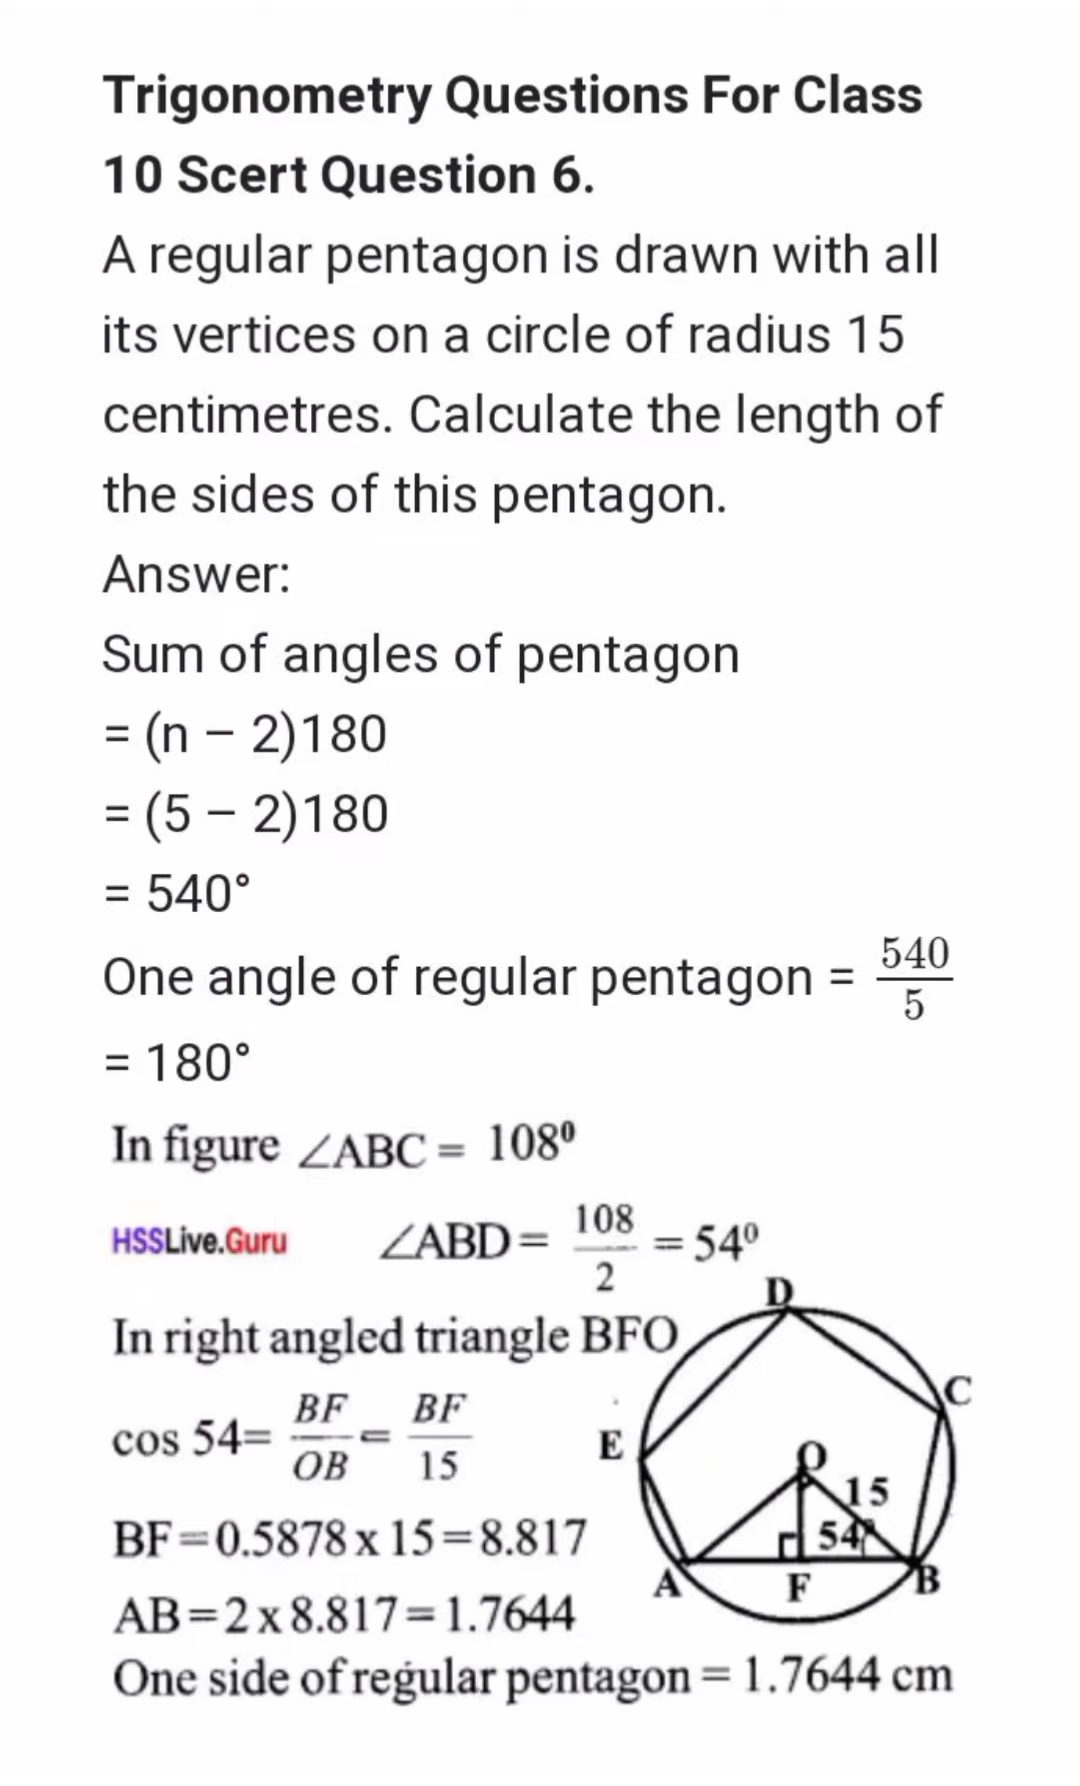 Trigonometry Questions For Class
10 Scert Question 6.
A regular pentagon is drawn with all
its vertices on a circle of radius 15
centimetres. Calculate the length of
the sides of this pentagon.
Answer:
Sum of angles of pentagon
= (n – 2)180
= (5 – 2)180
= 540°
One angle of regular pentagon = 540/5
= 180°
In figure ∠ABC = 108⁰
HSSLive.Guru ∠ABD = 108/2 = 54⁰
In right angled triangle BFO
cos 54= BF/OB = BF/15
BF=0.5878 x 15=8.817
AB=2 x 8.817=1.7644
One side of regular pentagon = 1.7644 cm
D
C
E
O
15
54°
A
F
B